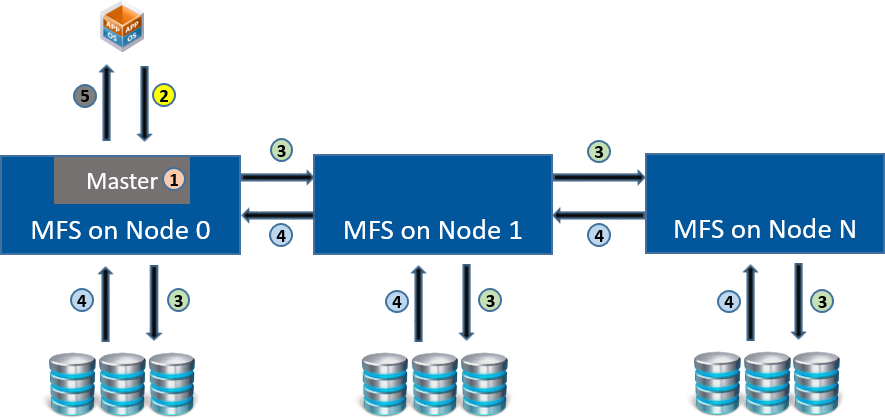 APP APP
OS OS
5 2
3 3
Master 1
MFS on Node 0 MFS on Node 1 MFS on Node N
4 4
4 3 4 3 4 3